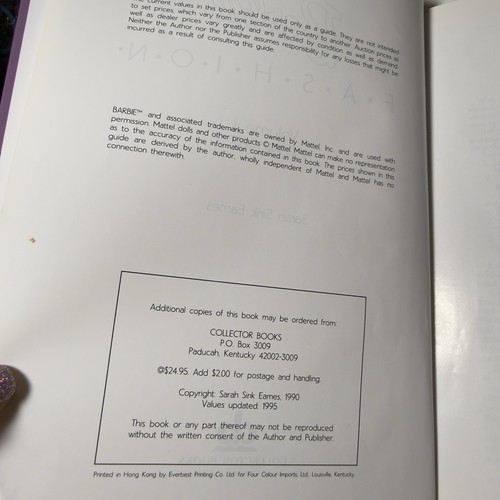 current values in this book should be used only as a guide. They are not intended
to set prices, which vary from one section of the country to another. Auction prices as
well as dealer prices vary greatly and are affected by condition as well as demand.
Neither the Author nor the Publisher assumes responsibility for any losses that might be
incurred as a result of consulting this guide.
F•A•S•H•I•O•N•
BARBIE™ and associated trademarks are owned by Mattel, Inc. and are used with
permission. Mattel dolls and other products © Mattel. Mattel can make no representation
as to the accuracy of the information contained in this book. The prices shown in this
guide are derived by the author, wholly independent of Mattel and Mattel has no
connection therewith.
Sarah Sink Eames
Additional copies of this book may be ordered from:
COLLECTOR BOOKS
P.O. Box 3009
Paducah, Kentucky 42002-3009
@$24.95. Add $2.00 for postage and handling.
Copyright: Sarah Sink Eames, 1990
Values updated: 1995
This book or any part thereof may not be reproduced
without the written consent of the Author and Publisher.
COLLECTOR BOOKS
Printed in Hong Kong by Everbest Printing Co. Ltd. for Four Colour Imports, Ltd., Louisville, Kentucky